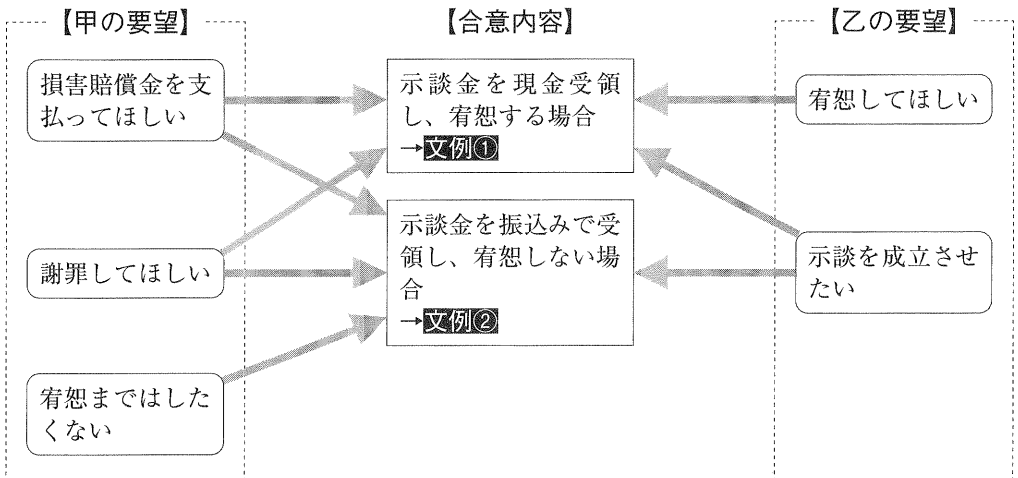 【甲の要望】
損害賠償金を支
払ってほしい
謝罪してほしい
宥恕まではした
くない
【合意内容】
示談金を現金受領
し、宥恕する場合
→文例①
示談金を振込みで受
領し、宥恕しない場
合
→文例②
【乙の要望】
宥恕してほしい
示談を成立させ
たい